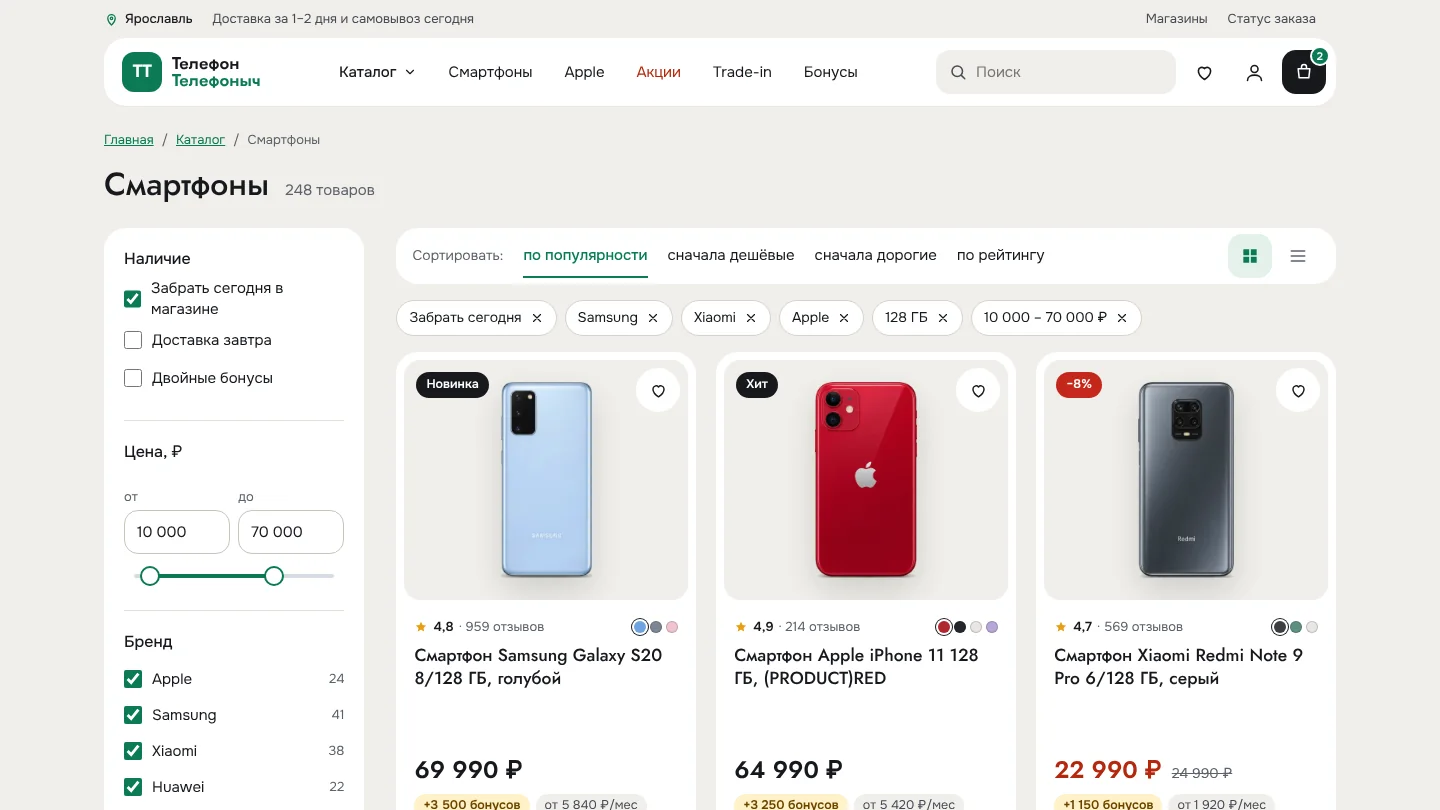 Ярославль Доставка за 1–2 дня и самовывоз сегодня Магазины Статус заказа
ТТ Телефон Телефоныч
Каталог Смартфоны Apple Акции Trade-in Бонусы Поиск 2
Главная / Каталог / Смартфоны
Смартфоны 248 товаров
Наличие
Забрать сегодня в магазине
Доставка завтра
Двойные бонусы
Цена, ₽
от до
10 000 70 000
Бренд
Apple 24
Samsung 41
Xiaomi 38
Huawei 22
Сортировать: по популярности сначала дешёвые сначала дорогие по рейтингу
Забрать сегодня Samsung Xiaomi Apple 128 ГБ 10 000 – 70 000 ₽
Новинка
SAMSUNG
4,8 · 959 отзывов
Смартфон Samsung Galaxy S20
8/128 ГБ, голубой
69 990 ₽
+3 500 бонусов от 5 840 ₽/мес
Хит
4,9 · 214 отзывов
Смартфон Apple iPhone 11 128
ГБ, (PRODUCT)RED
64 990 ₽
+3 250 бонусов от 5 420 ₽/мес
−8%
Redmi
4,7 · 569 отзывов
Смартфон Xiaomi Redmi Note 9
Pro 6/128 ГБ, серый
22 990 ₽ 24 990 ₽
+1 150 бонусов от 1 920 ₽/мес